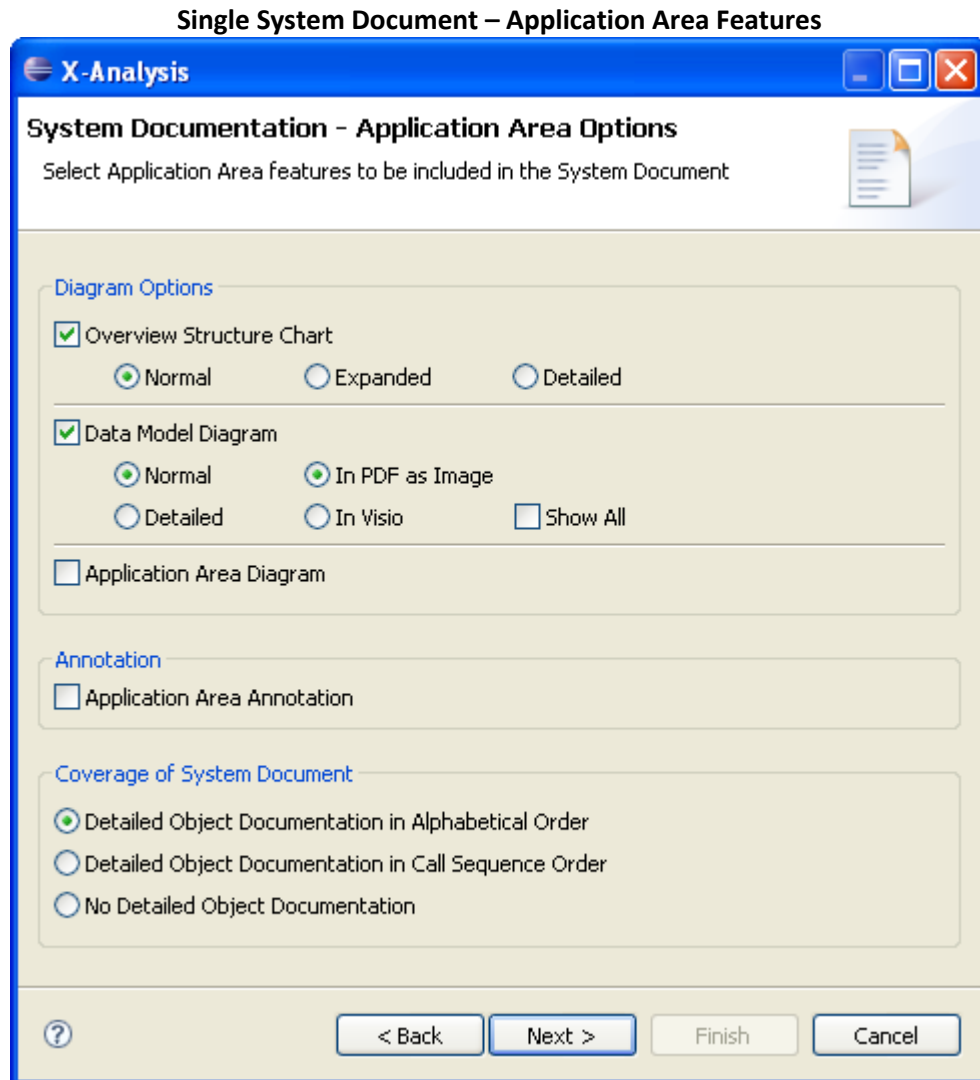 Single System Document – Application Area Features
X-Analysis
System Documentation - Application Area Options
Select Application Area features to be included in the System Document
Diagram Options
Overview Structure Chart
Normal Expanded Detailed
Data Model Diagram
Normal In PDF as Image
Detailed In Visio Show All
Application Area Diagram
Annotation
Application Area Annotation
Coverage of System Document
Detailed Object Documentation in Alphabetical Order
Detailed Object Documentation in Call Sequence Order
No Detailed Object Documentation
? < Back Next > Finish Cancel